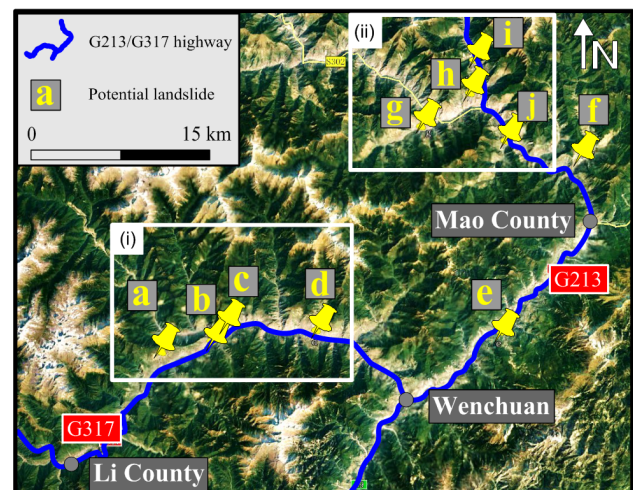 G213/G317 highway
a Potential landslide
0 15 km
(ii)
N
S302
i
h
g
j
f
Mao County
(i)
G213
a
b
c
d
e
Wenchuan
G317
Li County